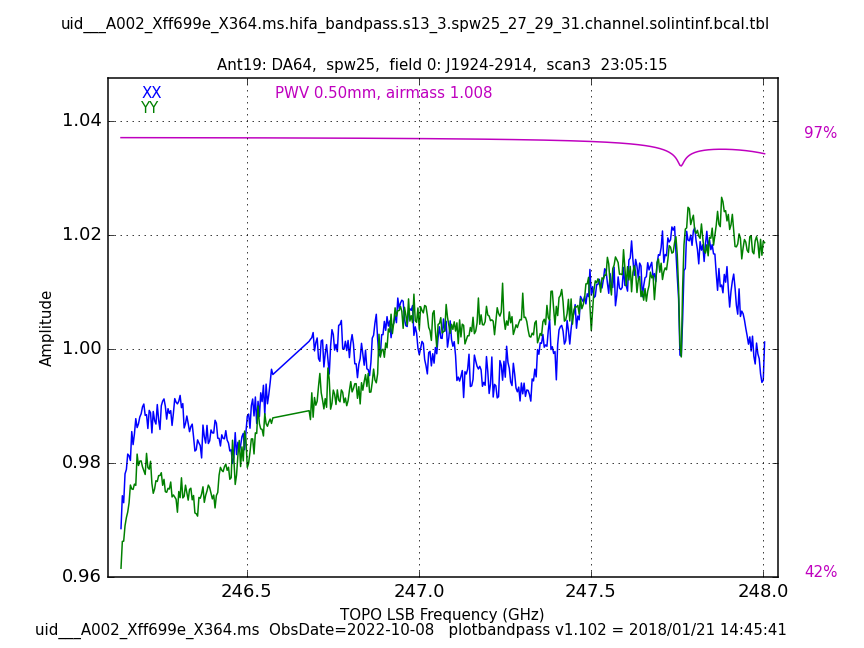 uid___A002_Xff699e_X364.ms.hifa_bandpass.s13_3.spw25_27_29_31.channel.solintinf.bcal.tbl
Ant19: DA64,  spw25,  field 0: J1924-2914,  scan3  23:05:15
XX
YY
PWV 0.50mm, airmass 1.008
97%
42%
Amplitude
1.04
1.02
1.00
0.98
0.96
246.5 247.0 247.5 248.0
TOPO LSB Frequency (GHz)
uid___A002_Xff699e_X364.ms  ObsDate=2022-10-08   plotbandpass v1.102 = 2018/01/21 14:45:41